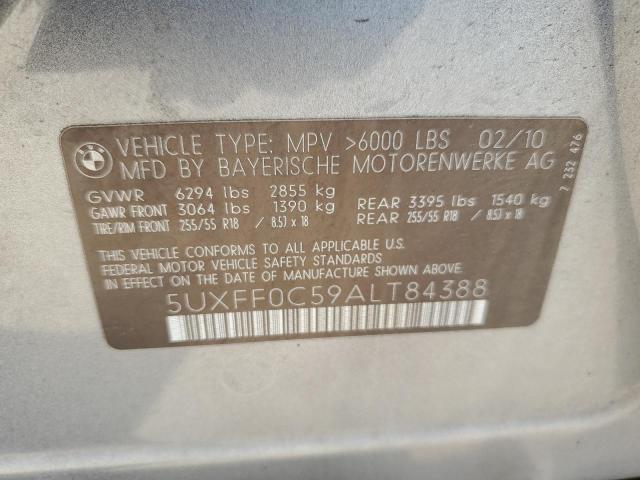 BMW
VEHICLE TYPE: MPV >6000 LBS 02/10
MFD BY BAYERISCHE MOTORENWERKE AG
GVWR 6294 lbs 2855 kg
GAWR FRONT 3064 lbs 1390 kg REAR 3395 lbs 1540 kg
TIRE/RIM FRONT 255/55 R18 / 8.5J x 18 REAR 255/55 R18 / 8.5J x 18
THIS VEHICLE CONFORMS TO ALL APPLICABLE U.S.
FEDERAL MOTOR VEHICLE SAFETY STANDARDS
IN EFFECT ON THE DATE OF MANUFACTURE SHOWN ABOVE.
5UXFF0C59ALT84388
7 232 476